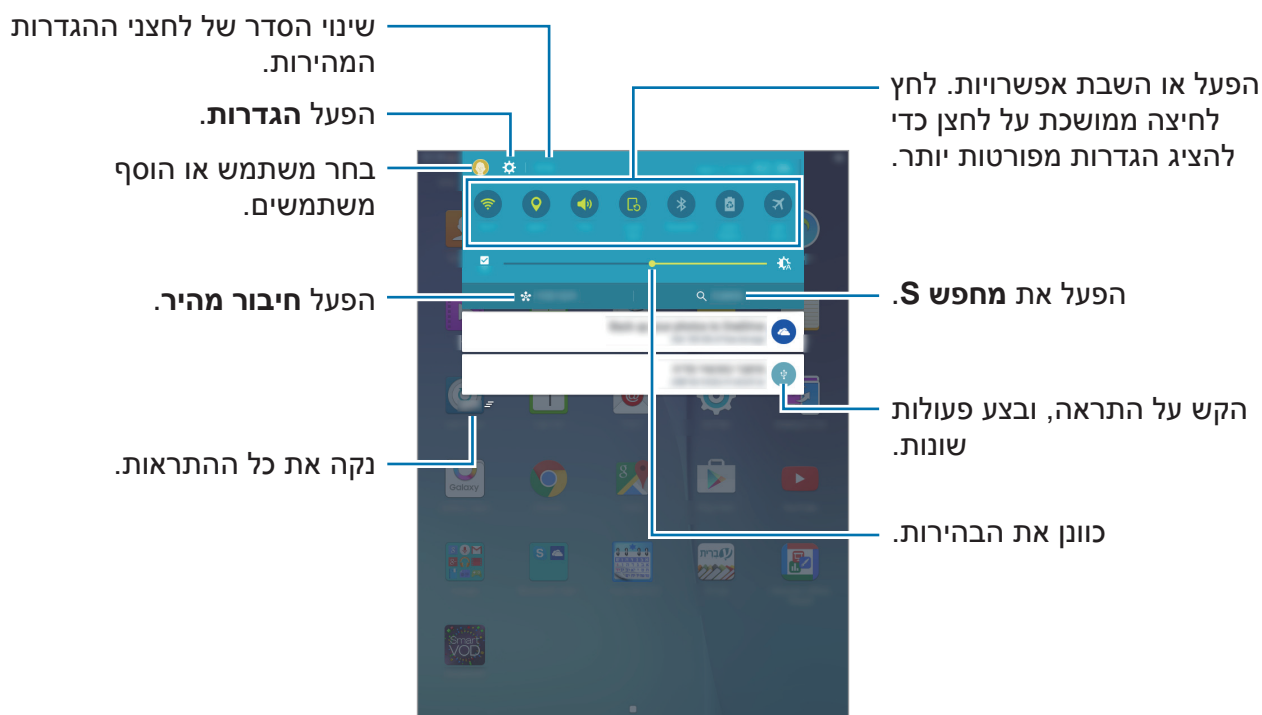 שינוי הסדר של לחצני ההגדרות
המהירות.
הפעל הגדרות.
בחר משתמש או הוסף
משתמשים.
הפעל חיבור מהיר.
נקה את כל ההתראות.
הפעל או השבת אפשרויות. לחץ
לחיצה ממושכת על לחצן כדי
להציג הגדרות מפורטות יותר.
הפעל את מחפש S.
הקש על התראה, ובצע פעולות
שונות.
כוונן את הבהירות.
Galaxy
עברית
Smart
VOD